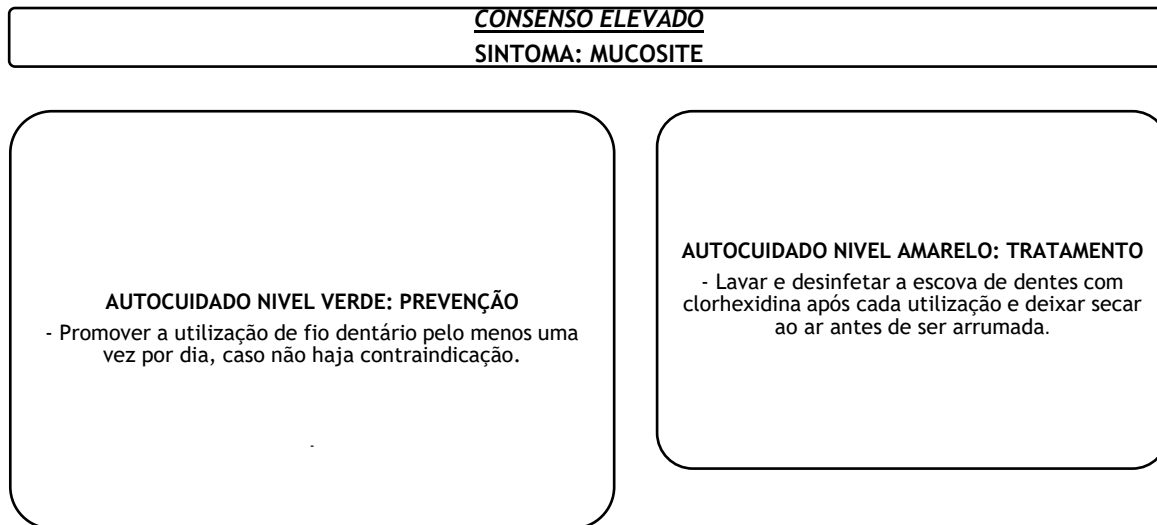 CONSENSO ELEVADO
SINTOMA: MUCOSITE
AUTOCUIDADO NIVEL VERDE: PREVENÇÃO
- Promover a utilização de fio dentário pelo menos uma
vez por dia, caso não haja contraindicação.
-
AUTOCUIDADO NIVEL AMARELO: TRATAMENTO
- Lavar e desinfetar a escova de dentes com
clorhexidina após cada utilização e deixar secar
ao ar antes de ser arrumada.